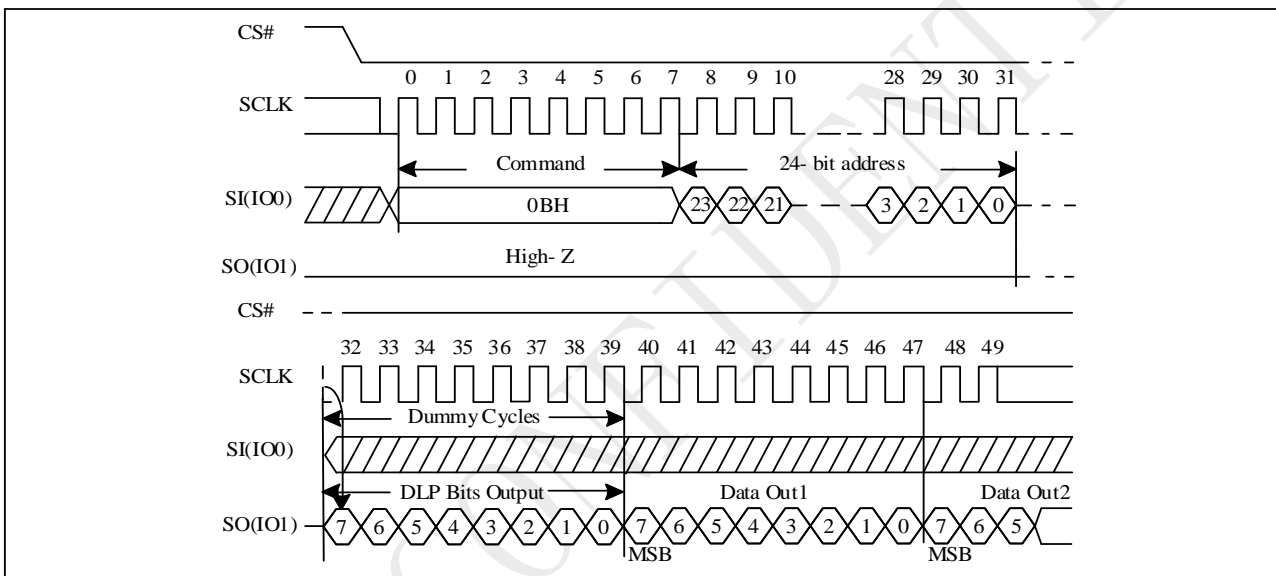 CS#
0 1 2 3 4 5 6 7 8 9 10 28 29 30 31
SCLK
Command 24- bit address
SI(IO0) 0BH 23 22 21 3 2 1 0
High- Z
SO(IO1)
CS#
32 33 34 35 36 37 38 39 40 41 42 43 44 45 46 47 48 49
SCLK
Dummy Cycles
SI(IO0)
DLP Bits Output Data Out1 Data Out2
SO(IO1) 7 6 5 4 3 2 1 0 7 6 5 4 3 2 1 0 7 6 5
MSB MSB